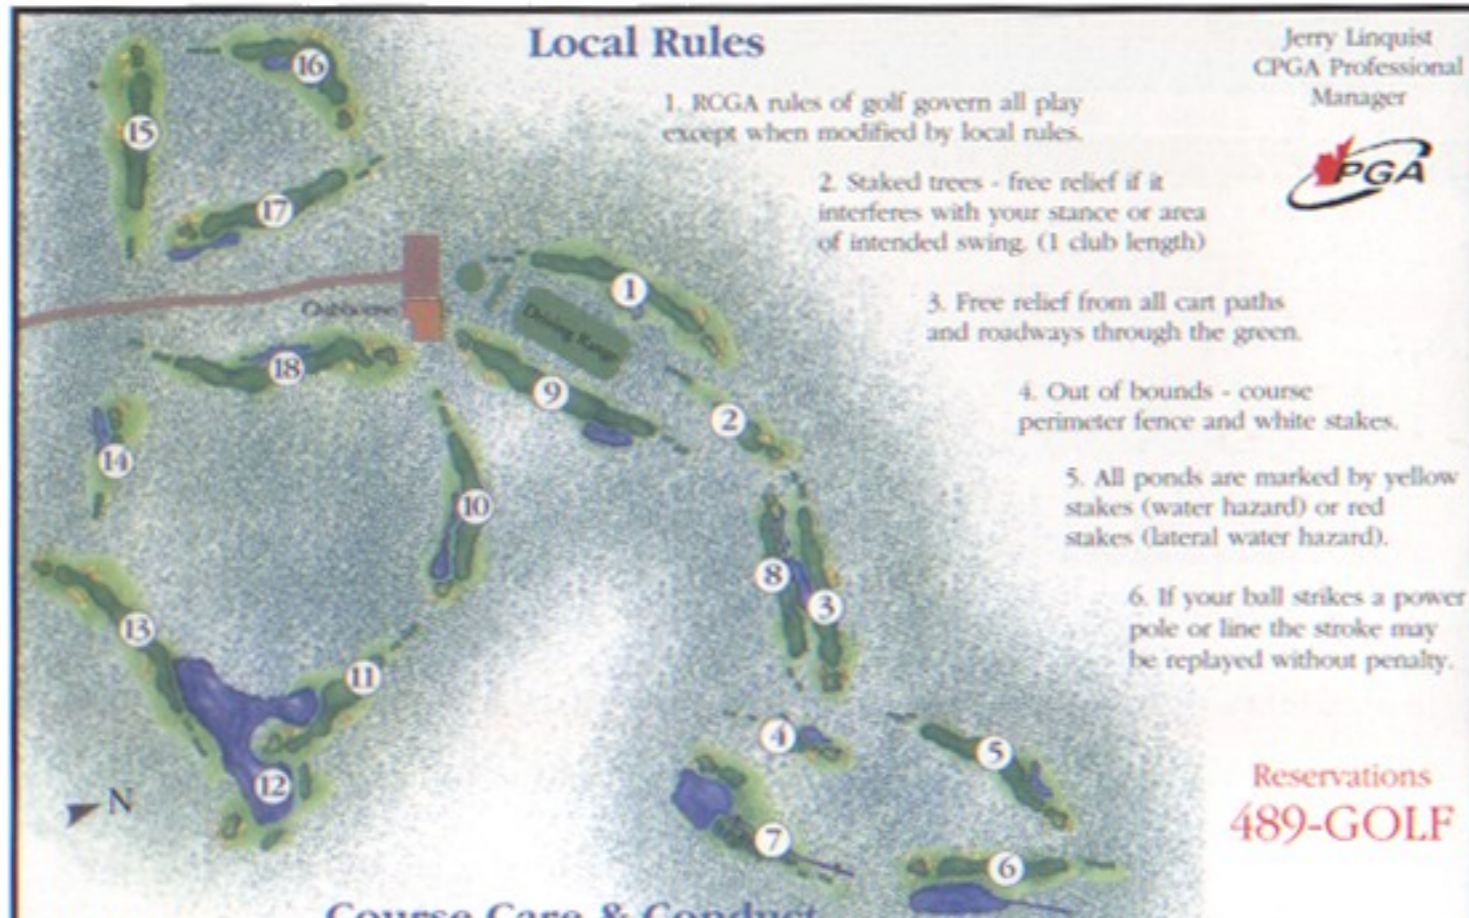 Local Rules
Jerry Linquist
CPGA Professional
Manager
PGA
1. RCGA rules of golf govern all play
except when modified by local rules.
2. Staked trees - free relief if it
interferes with your stance or area
of intended swing. (1 club length)
3. Free relief from all cart paths
and roadways through the green.
4. Out of bounds - course
perimeter fence and white stakes.
5. All ponds are marked by yellow
stakes (water hazard) or red
stakes (lateral water hazard).
6. If your ball strikes a power
pole or line the stroke may
be replayed without penalty.
Reservations
489-GOLF
16
15
17
1
Clubhouse
Driving Range
18
9
2
14
10
8
3
13
11
4
5
12
N
7
6
Course Care & Conduct